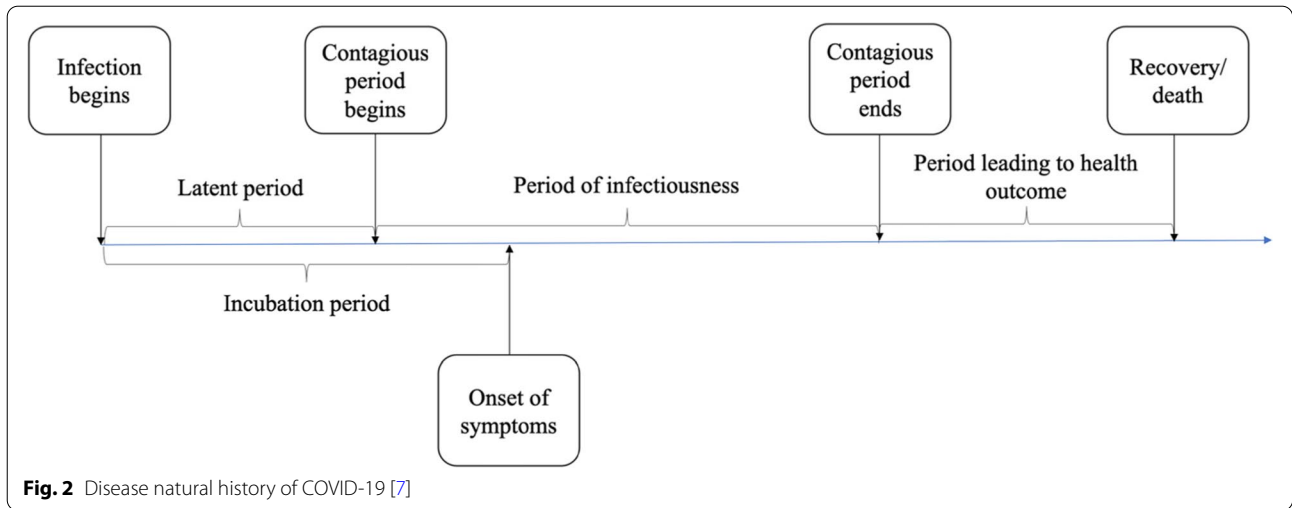 Infection
begins
Contagious
period
begins
Contagious
period
ends
Recovery/
death
Latent period
Period of infectiousness
Period leading to health
outcome
Incubation period
Onset of
symptoms
Fig. 2 Disease natural history of COVID-19 [7]